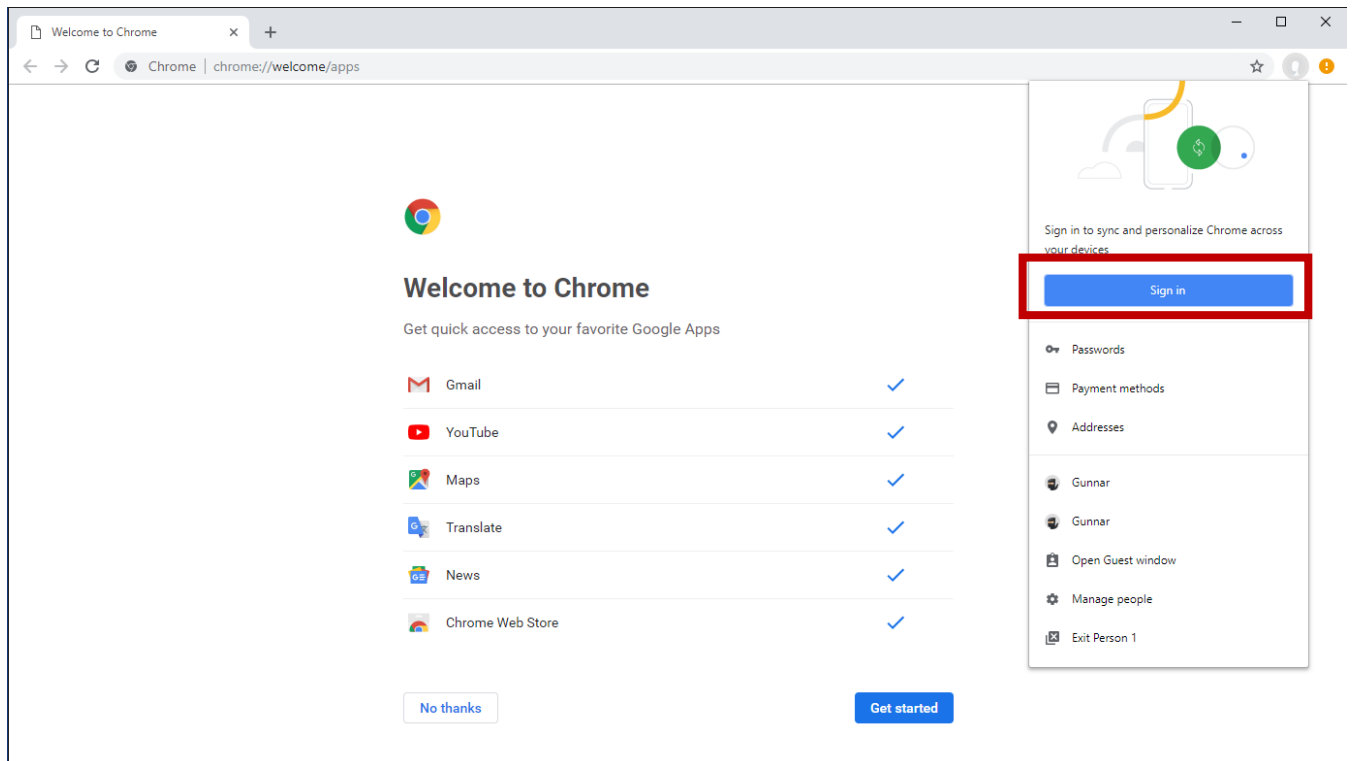 Welcome to Chrome
Chrome | chrome://welcome/apps
Sign in to sync and personalize Chrome across
your devices
Sign in
Passwords
Payment methods
Addresses
Gunnar
Gunnar
Open Guest window
Manage people
Exit Person 1
Welcome to Chrome
Get quick access to your favorite Google Apps
Gmail
YouTube
Maps
Translate
News
Chrome Web Store
No thanks
Get started